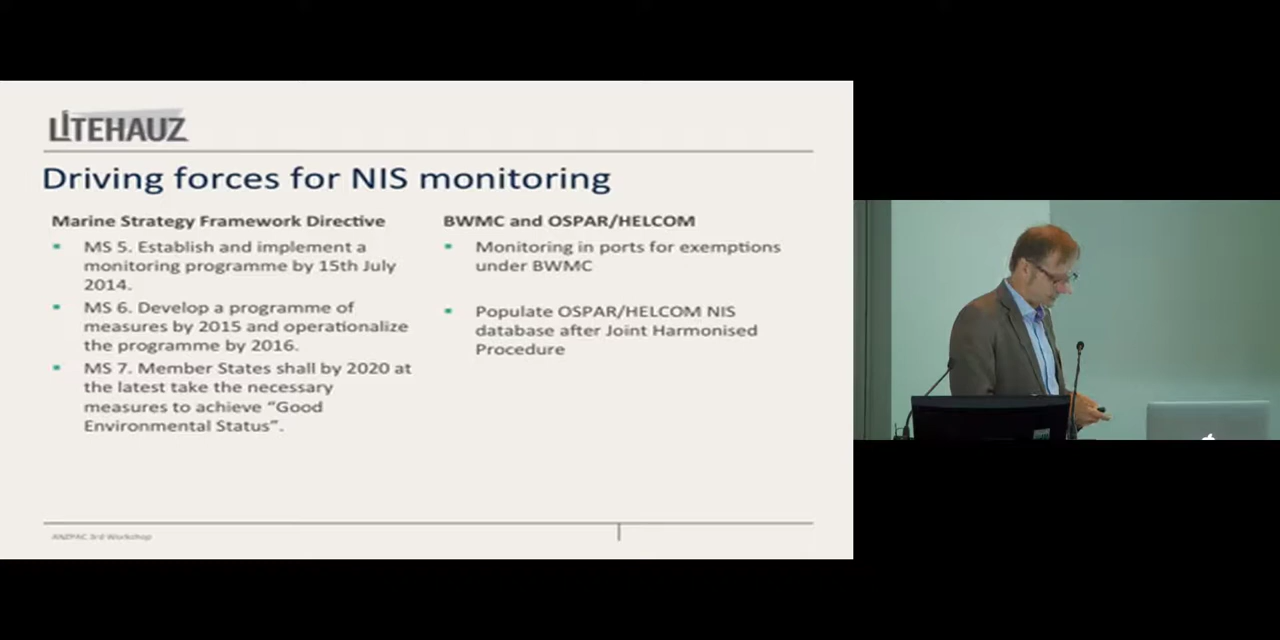 LITEHAUZ
Driving forces for NIS monitoring
Marine Strategy Framework Directive
MS 5. Establish and implement a
monitoring programme by 15th July
2014.
MS 6. Develop a programme of
measures by 2015 and operationalize
the programme by 2016.
MS 7. Member States shall by 2020 at
the latest take the necessary
measures to achieve “Good
Environmental Status”.
BWMC and OSPAR/HELCOM
Monitoring in ports for exemptions
under BWMC
Populate OSPAR/HELCOM NIS
database after Joint Harmonised
Procedure
ANZPAC 3rd Workshop